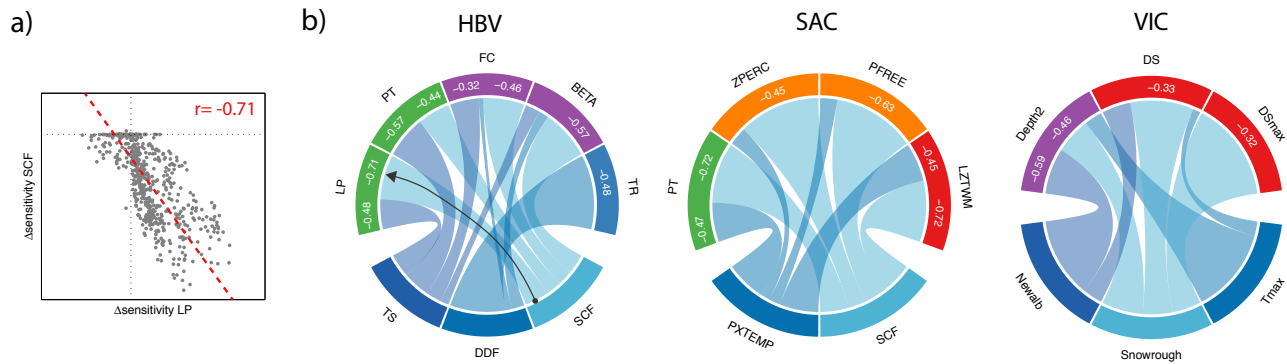 a)
r= -0.71
Δsensitivity SCF
Δsensitivity LP
b)
HBV
FC
PT
BETA
LP
TR
−0.48
−0.71
−0.57
−0.44
−0.32
−0.46
−0.57
−0.48
TS
DDF
SCF
SAC
ZPERC
PFREE
PT
LZTWM
−0.47
−0.72
−0.45
−0.63
−0.45
−0.72
PXTEMP
SCF
VIC
DS
Depth2
DSmax
−0.59
−0.46
−0.33
−0.32
Newalb
Snowrough
Tmax